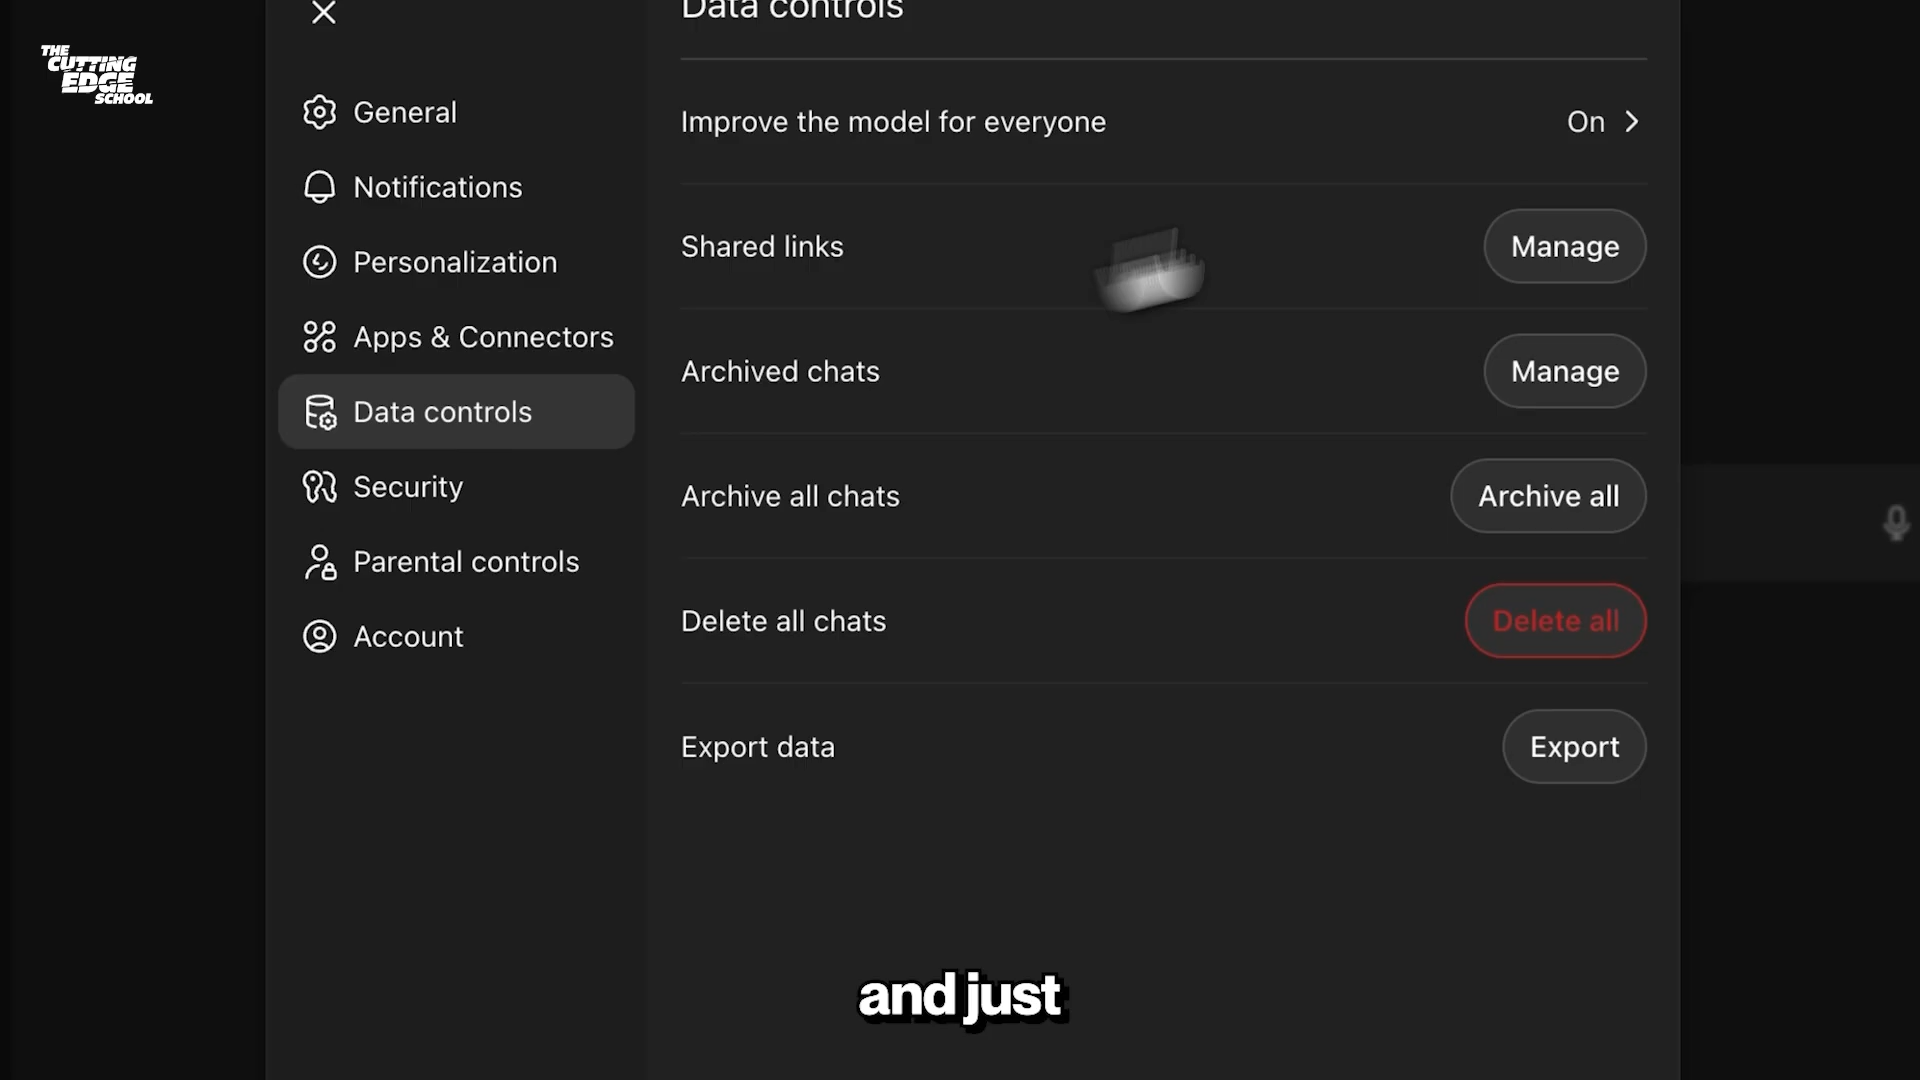 THE
CUTTING
EDGE
SCHOOL
Data controls
General
Notifications
Personalization
Apps & Connectors
Data controls
Security
Parental controls
Account
Improve the model for everyone On
Shared links Manage
Archived chats Manage
Archive all chats Archive all
Delete all chats Delete all
Export data Export
and just